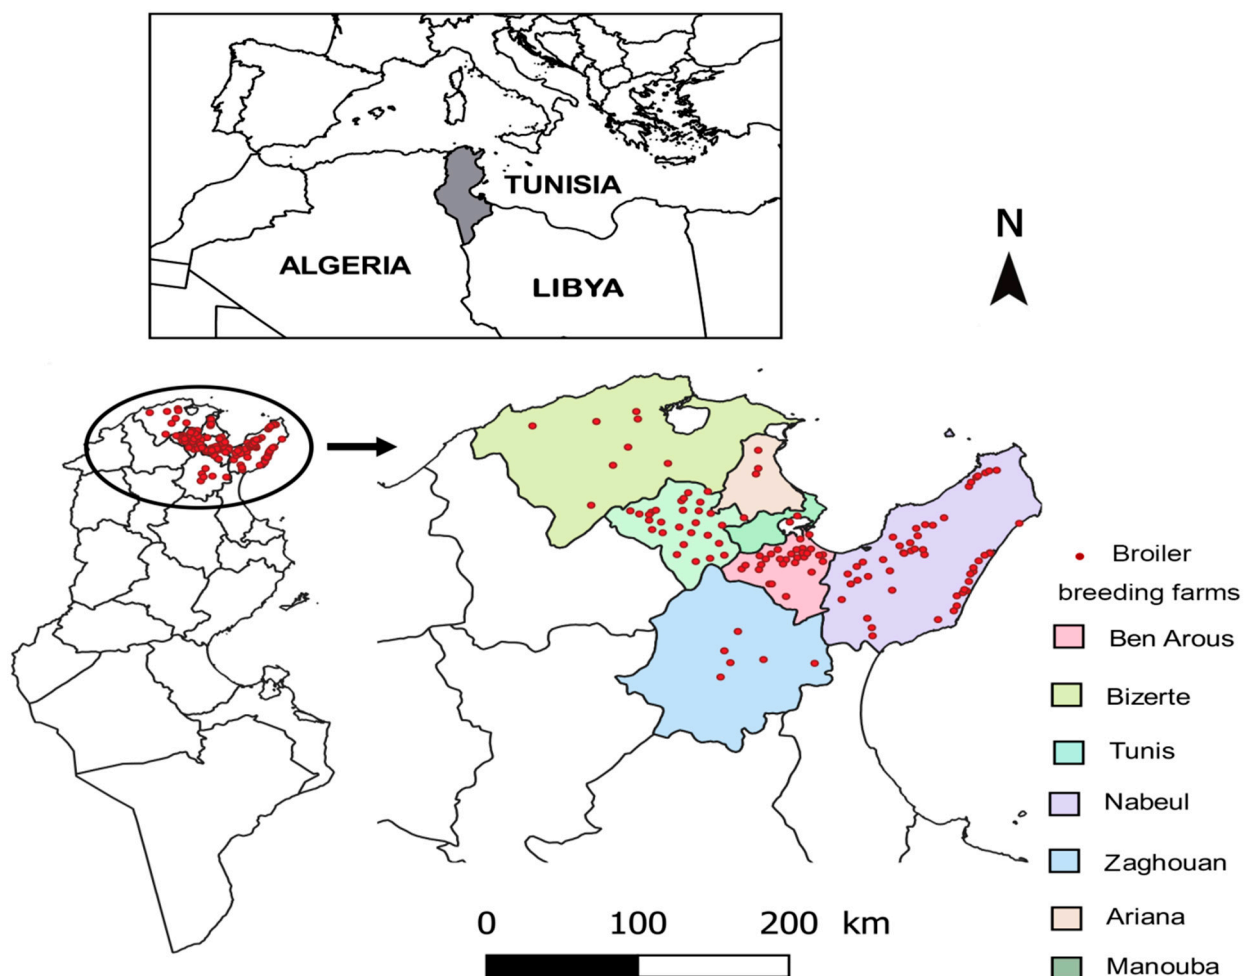 TUNISIA
ALGERIA
LIBYA
N
Broiler
breeding farms
Ben Arous
Bizerte
Tunis
Nabeul
Zaghouan
Ariana
Manouba
0 100 200 km